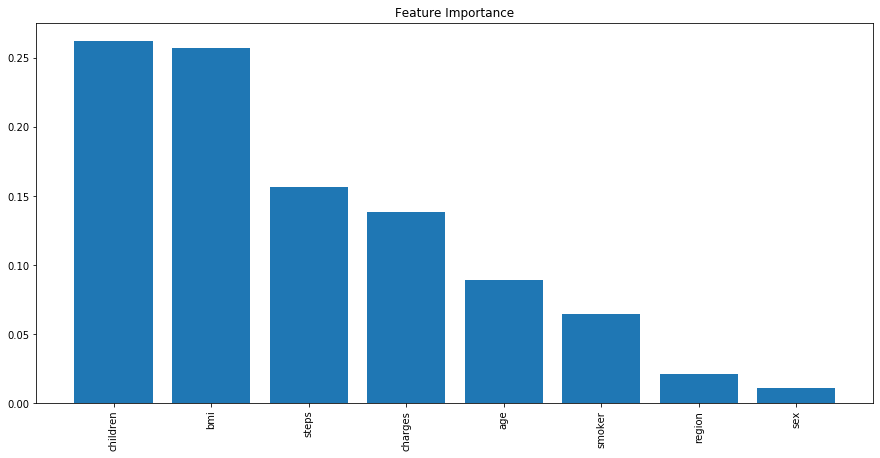 Feature Importance
0.25
0.20
0.15
0.10
0.05
0.00
children
bmi
steps
charges
age
smoker
region
sex